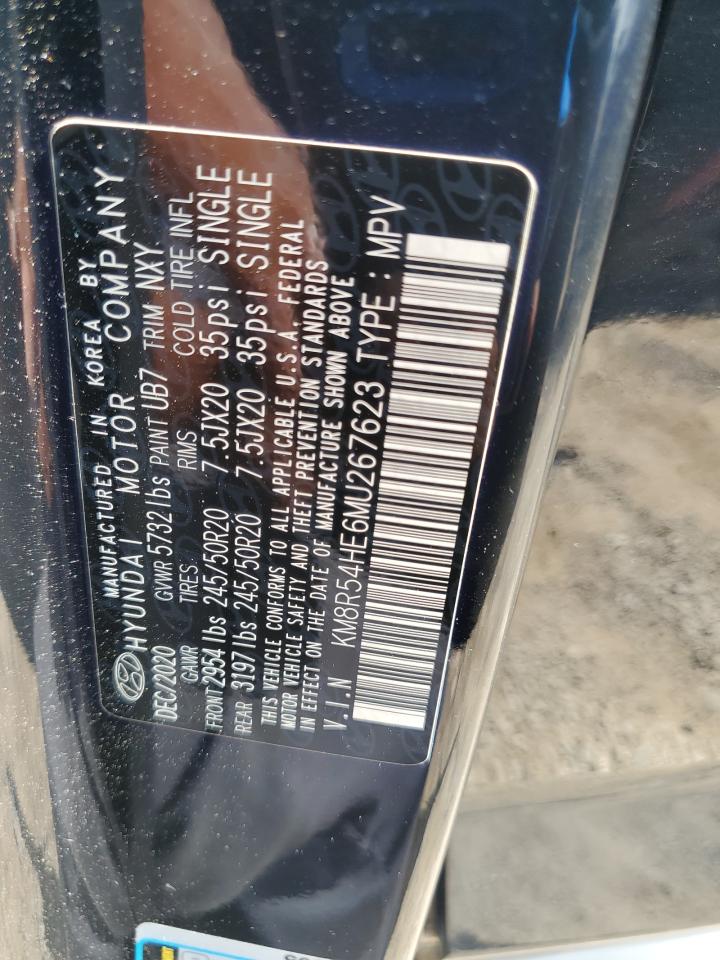 MANUFACTURED IN KOREA BY
HYUNDAI MOTOR COMPANY
DEC/2020 GVWR 5732 lbs PAINT UB7 TRIM NXY
GAWR TIRES RIMS COLD TIRE INFL
FRONT 2954 lbs 245/50R20 7.5JX20 35psi SINGLE
REAR 3197 lbs 245/50R20 7.5JX20 35psi SINGLE
THIS VEHICLE CONFORMS TO ALL APPLICABLE U.S.A. FEDERAL
MOTOR VEHICLE SAFETY AND THEFT PREVENTION STANDARDS
IN EFFECT ON THE DATE OF MANUFACTURE SHOWN ABOVE
V.I.N KM8R54HE6MU267623 TYPE : MPV